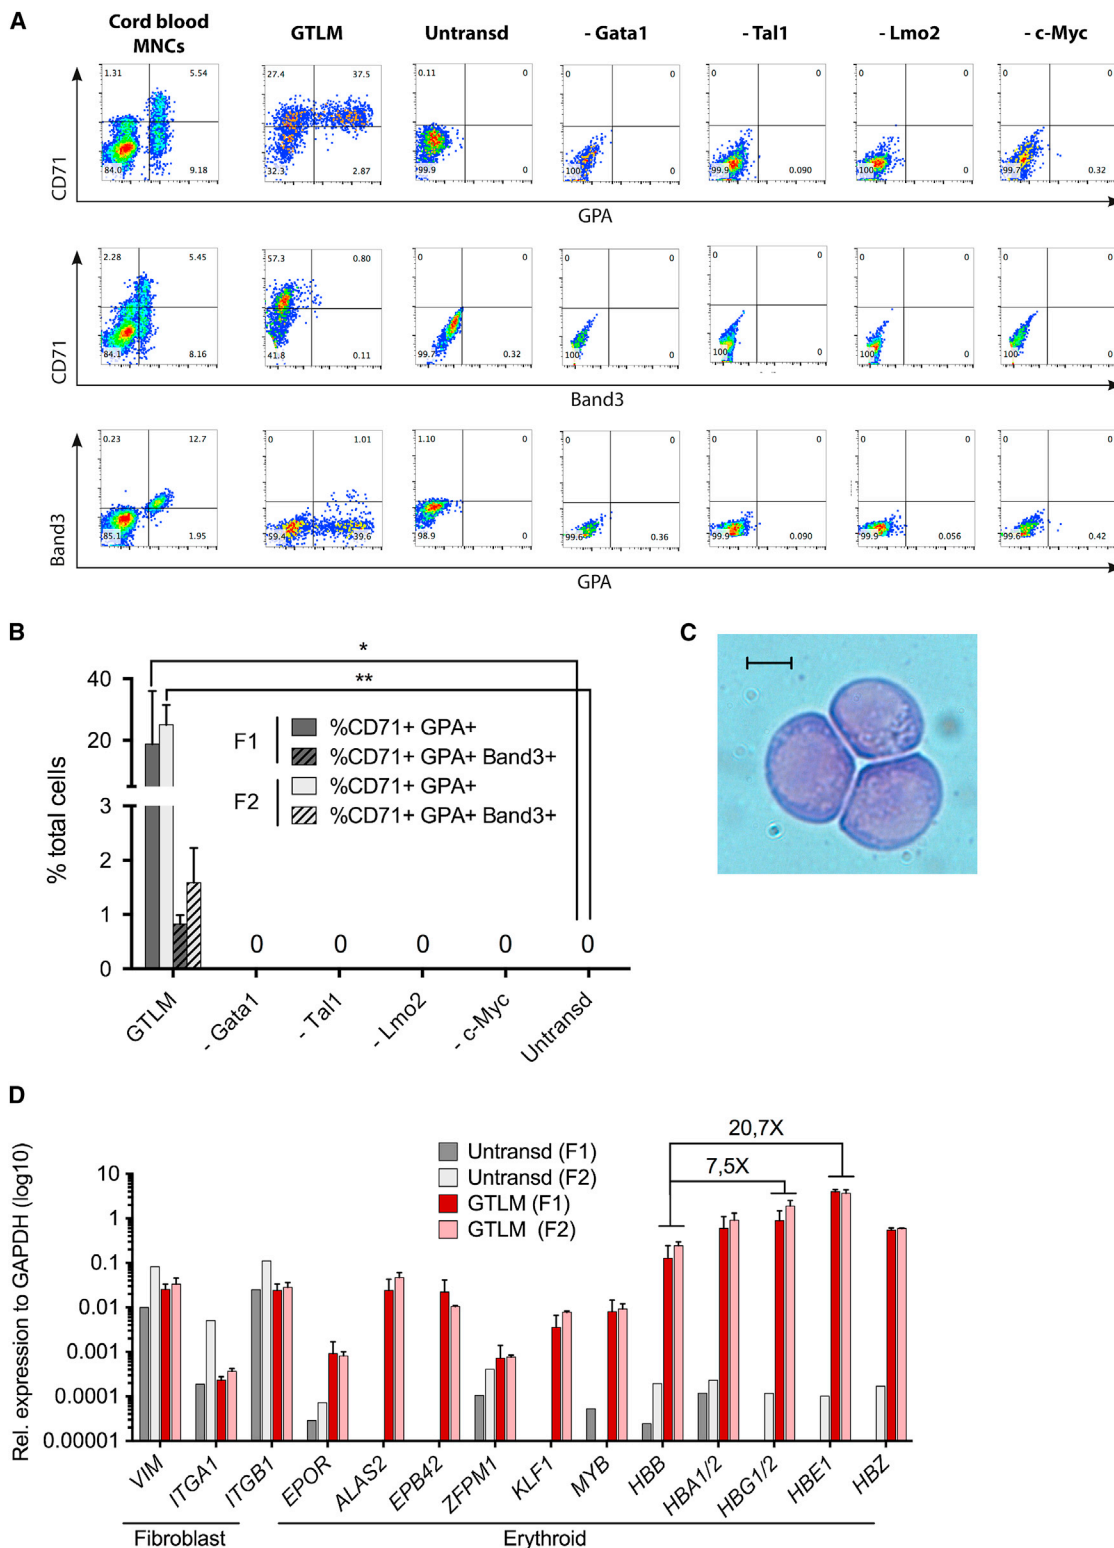 A
Cord blood MNCs GTLM Untransd - Gata1 - Tal1 - Lmo2 - c-Myc
1.31 5.54 27.4 37.5 0.11 0 0 0 0 0 0 0 0 0
84.0 9.18 32.3 2.87 99.9 0 100 0 99.9 0.090 100 0 99.7 0.32
CD71
GPA
2.28 5.45 57.3 0.80 0 0 0 0 0 0 0 0 0 0
84.1 8.16 41.8 0.11 99.7 0.32 100 0 100 0 100 0 100 0
CD71
Band3
0.23 12.7 0 1.01 1.10 0 0 0 0 0 0 0 0 0
85.1 1.95 59.4 39.6 98.9 0 99.6 0.36 99.9 0.090 99.9 0.056 99.6 0.42
Band3
GPA
B
*
**
40
20
3
2
1
0
% total cells
F1
%CD71+ GPA+
%CD71+ GPA+ Band3+
F2
%CD71+ GPA+
%CD71+ GPA+ Band3+
0 0 0 0 0
GTLM - Gata1 - Tal1 - Lmo2 - c-Myc Untransd
C
D
Rel. expression to GAPDH (log10)
10
1
0.1
0.01
0.001
0.0001
0.00001
Untransd (F1)
Untransd (F2)
GTLM (F1)
GTLM (F2)
20,7X
7,5X
VIM ITGA1 ITGB1 EPOR ALAS2 EPB42 ZFPM1 KLF1 MYB HBB HBA1/2 HBG1/2 HBE1 HBZ
Fibroblast Erythroid